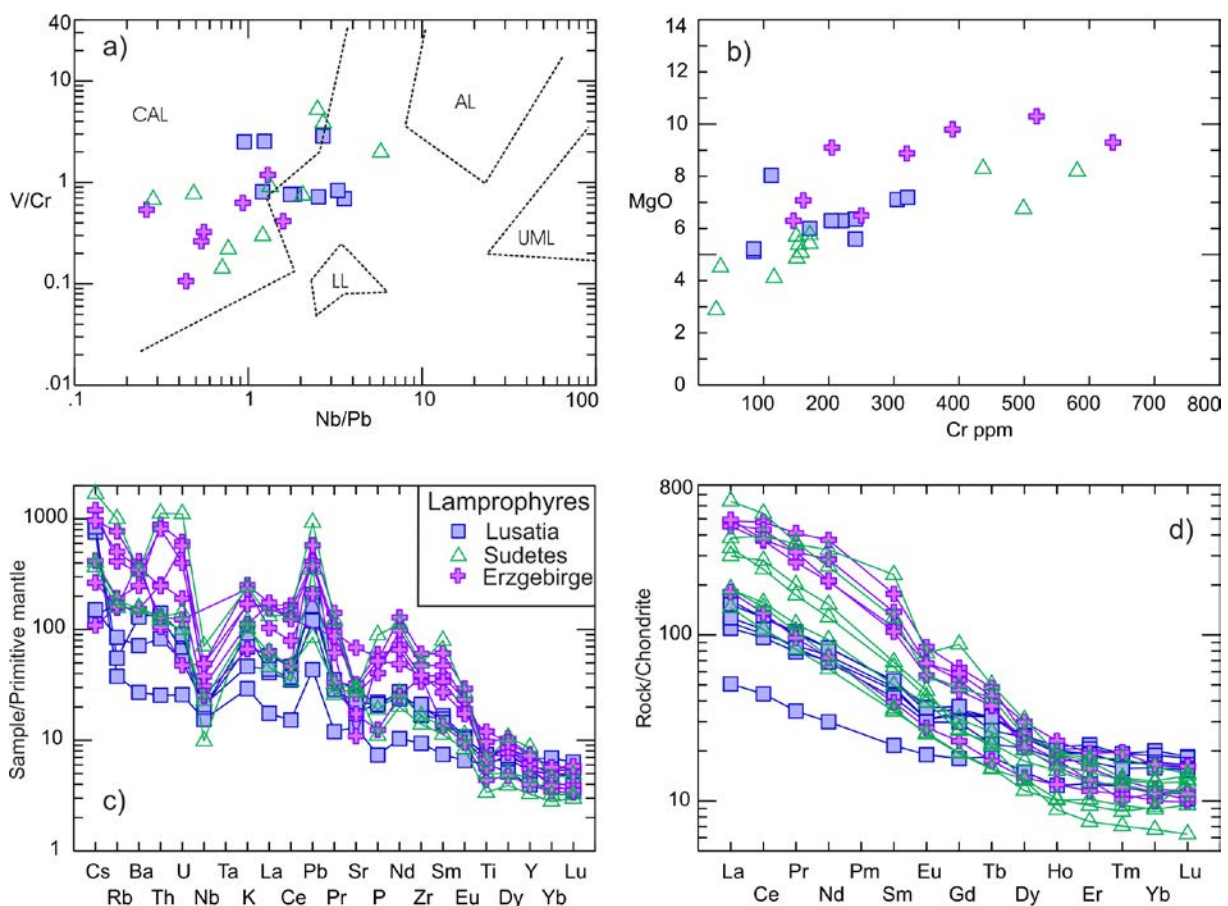 a)
40
10
V/Cr
1
0.1
.01
.1
1
10
100
Nb/Pb
CAL
AL
UML
LL
b)
14
12
10
MgO
8
6
4
2
0
100 200 300 400 500 600 700 800
Cr ppm
c)
Sample/Primitive mantle
1000
100
10
1
Lamprophyres
Lusatia
Sudetes
Erzgebirge
Cs Ba U Ta La Pb Sr Nd Sm Ti Y Lu
Rb Th Nb K Ce Pr P Zr Eu Dy Yb
d)
Rock/Chondrite
800
100
10
La Pr Pm Eu Tb Ho Tm Lu
Ce Nd Sm Gd Dy Er Yb